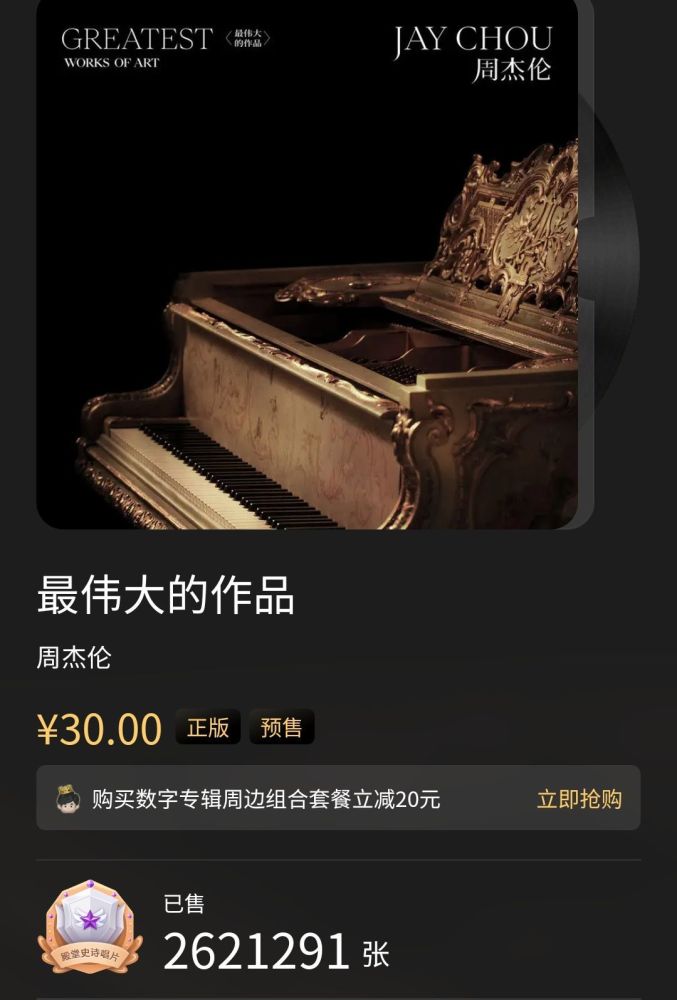 GREATEST 〈最伟大
的作品〉
WORKS OF ART
JAY CHOU
周杰伦
最伟大的作品
周杰伦
¥30.00 正版 预售
购买数字专辑周边组合套餐立减20元 立即抢购
殿堂史诗唱片
已售
2621291 张